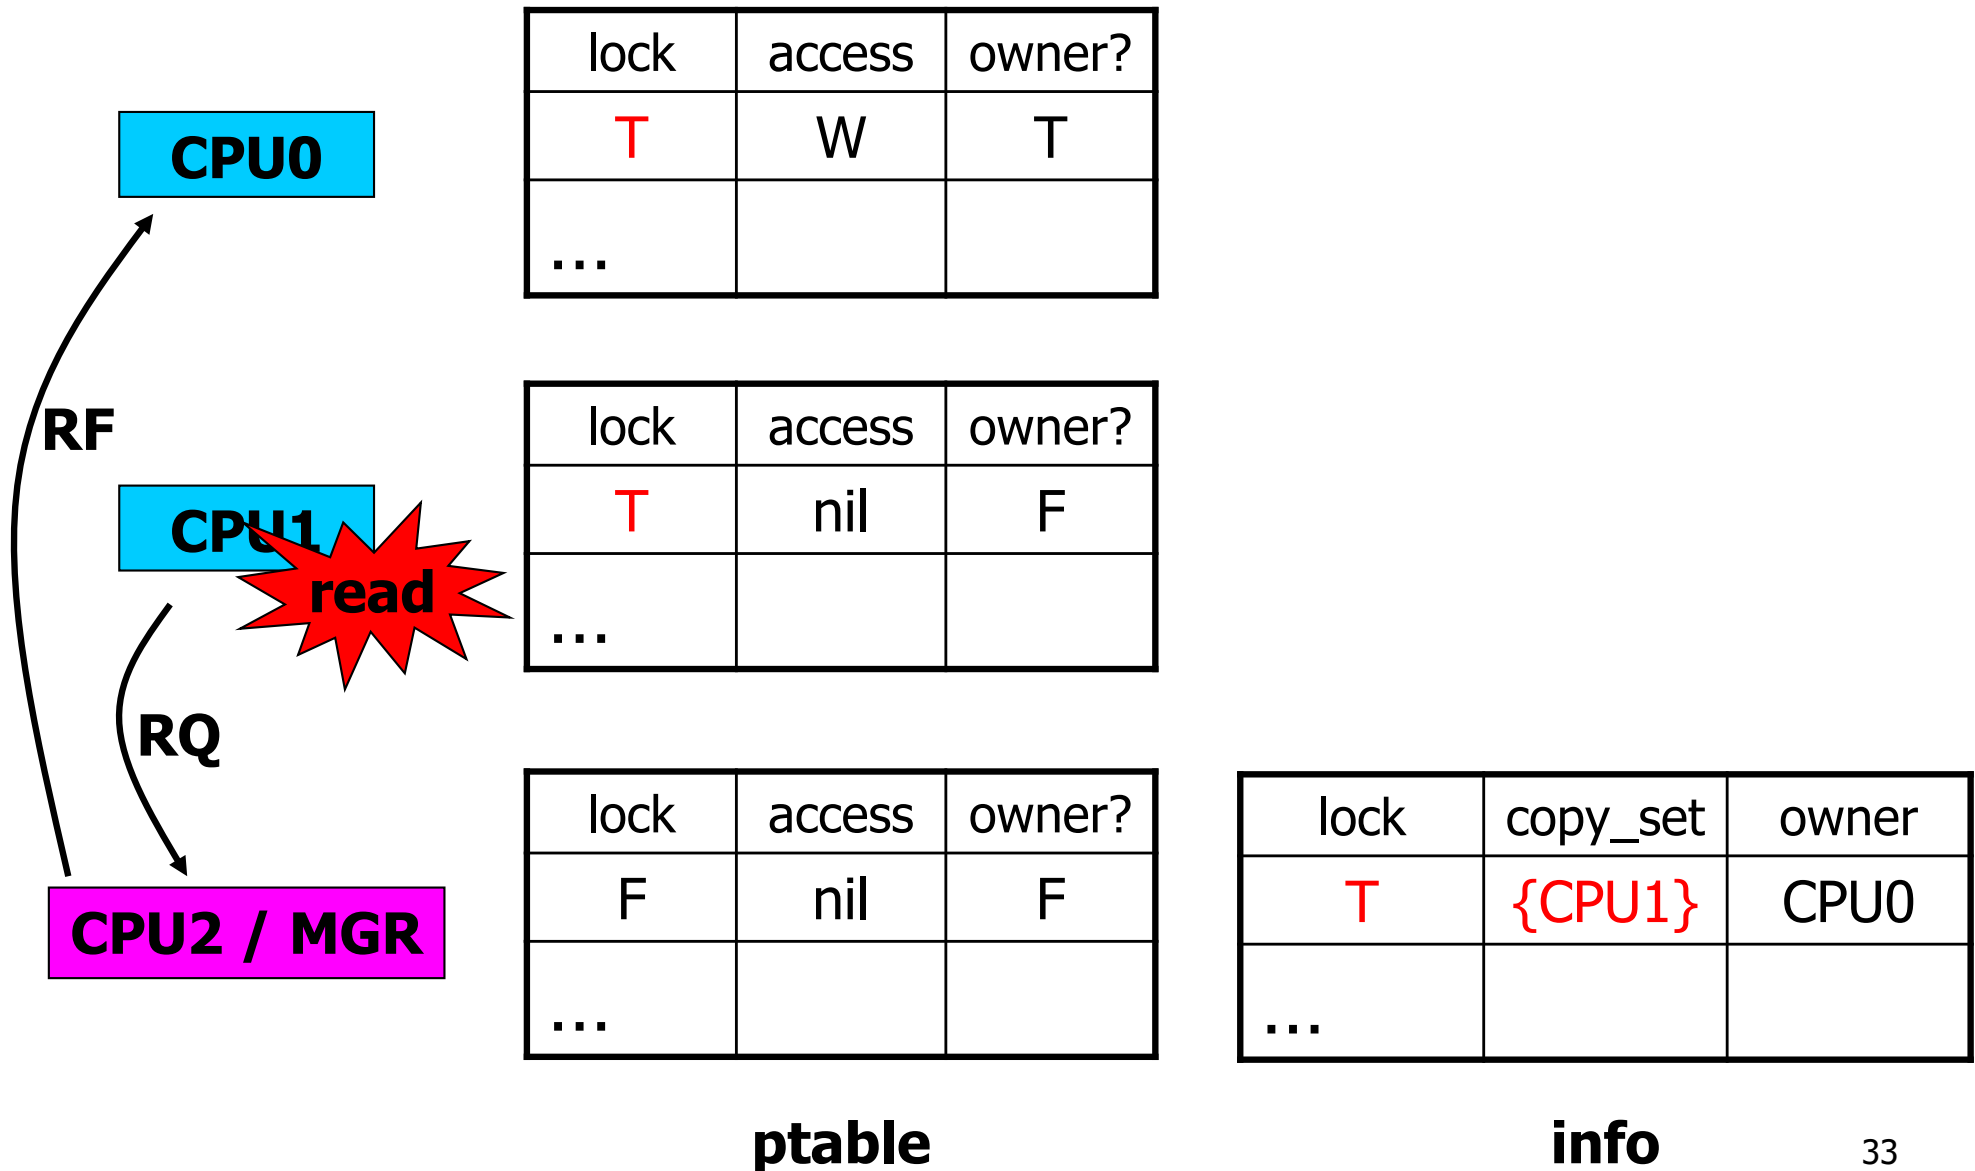 lock access owner?
CPU0
T W T
...
RF
lock access owner?
CPU1
T nil F
read
...
RQ
lock access owner?
F nil F
CPU2 / MGR
...
lock copy_set owner
T {CPU1} CPU0
...
ptable
info
33